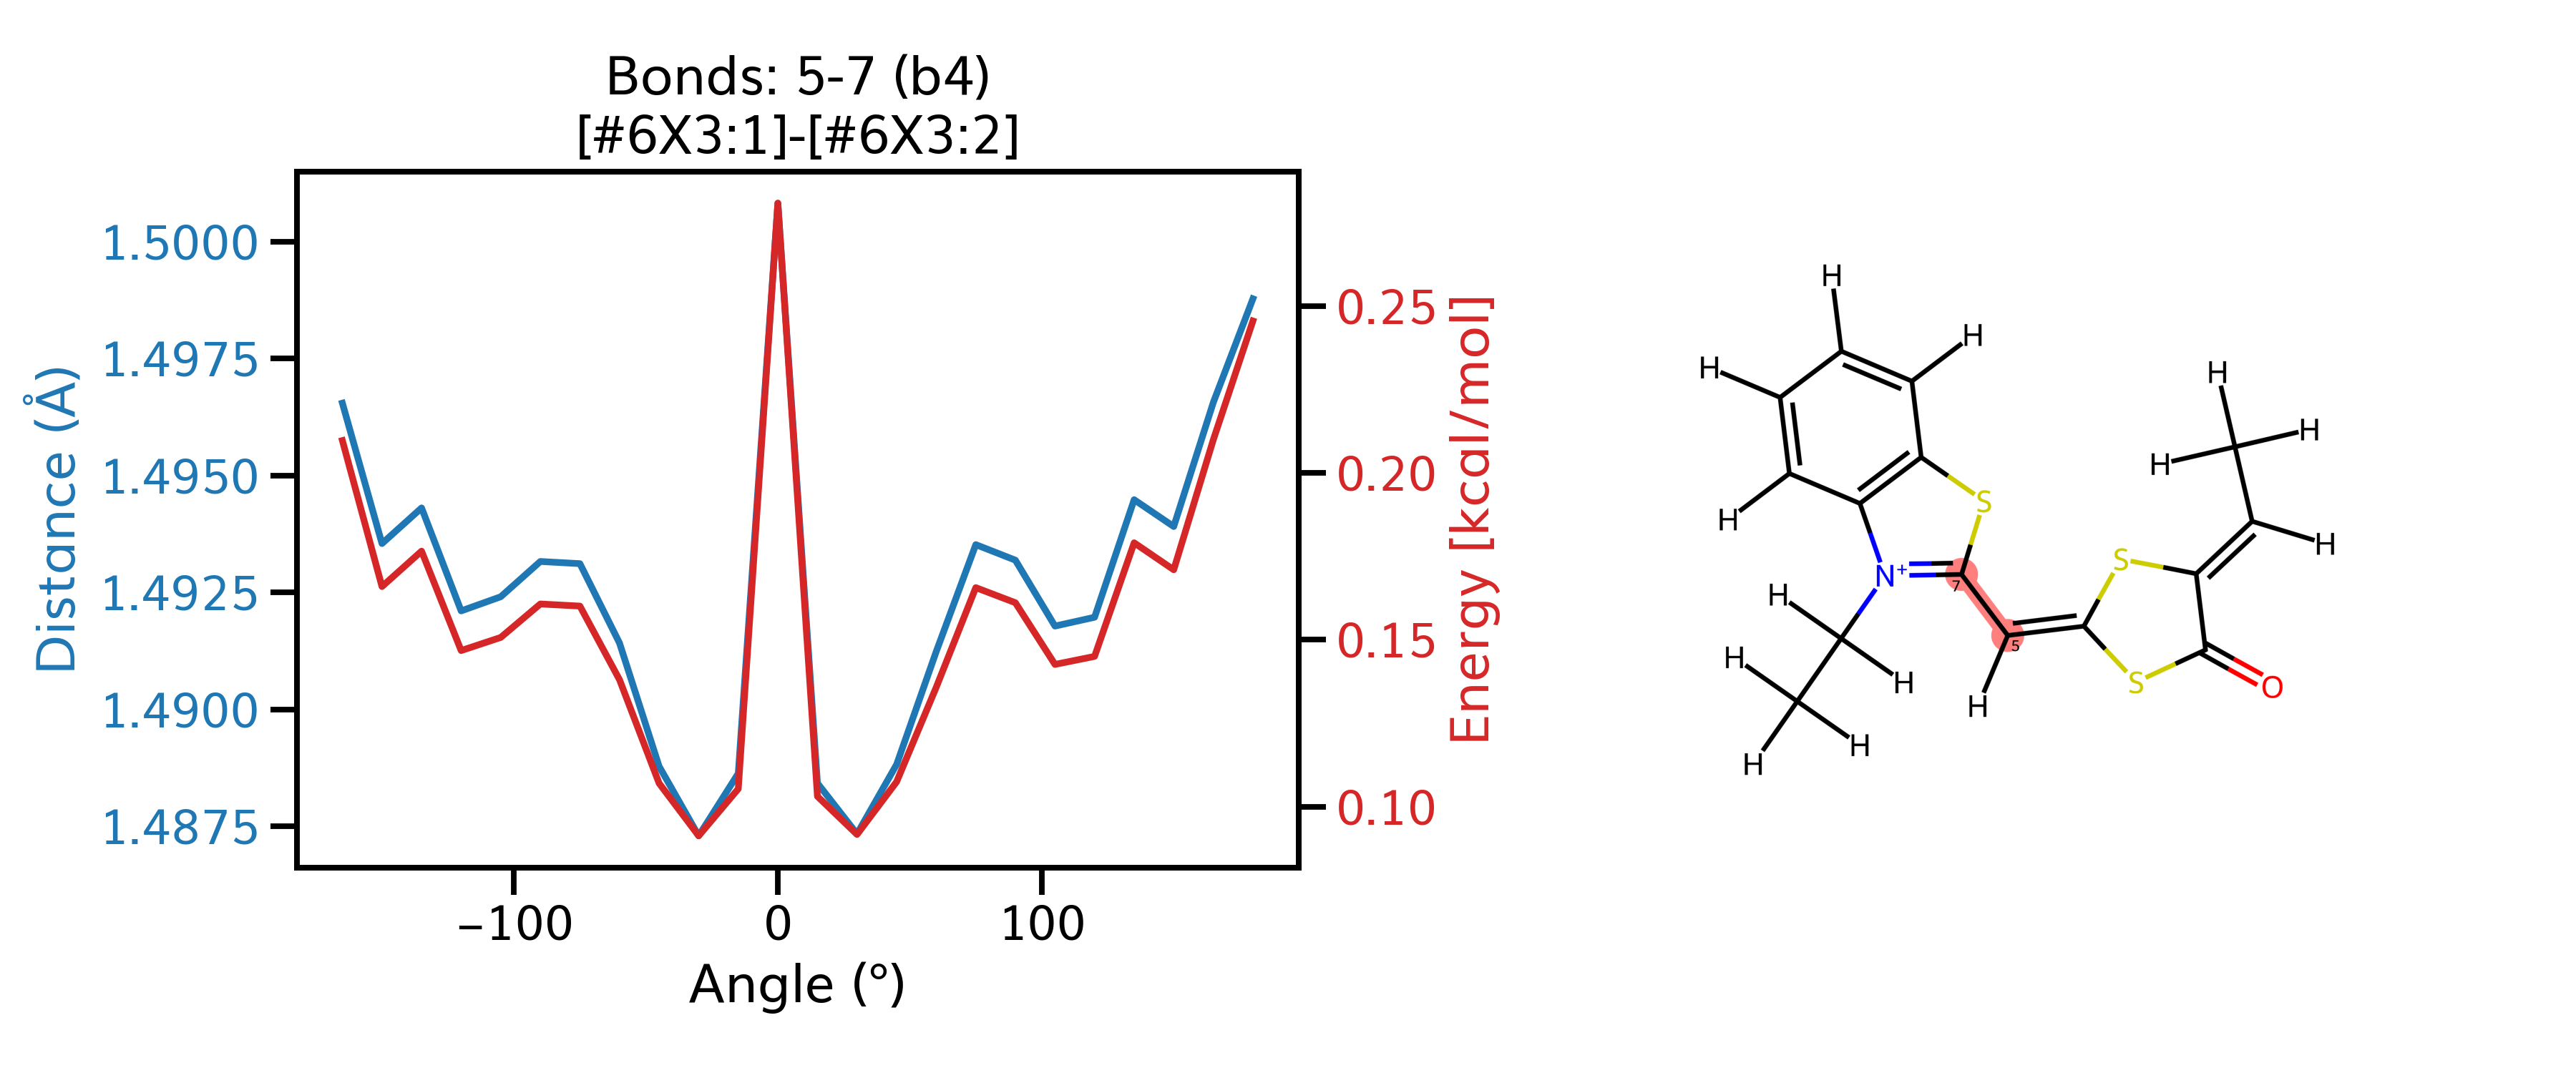 Bonds: 5-7 (b4)
[#6X3:1]-[#6X3:2]
Distance (Å)
1.5000
1.4975
1.4950
1.4925
1.4900
1.4875
−100
0
100
Angle (°)
0.25
0.20
0.15
0.10
Energy [kcal/mol]
H
H
H
H
H
H
H
S
H
H
S
N⁺
7
H
5
H
H
S
O
H
H
H